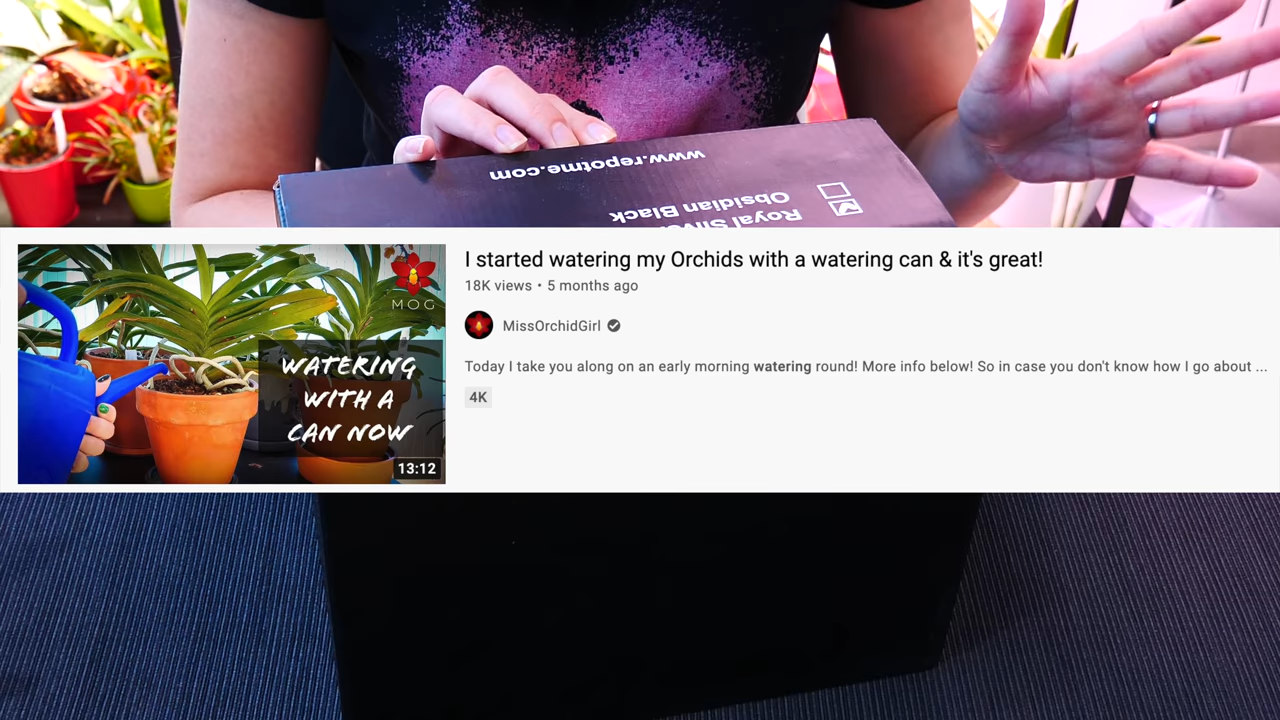 www.repotme.com
Obsidian Black
Royal
I started watering my Orchids with a watering can & it's great!
18K views • 5 months ago
MissOrchidGirl
Today I take you along on an early morning watering round! More info below! So in case you don't know how I go about ...
4K
MOG
WATERING
WITH A
CAN NOW
13:12